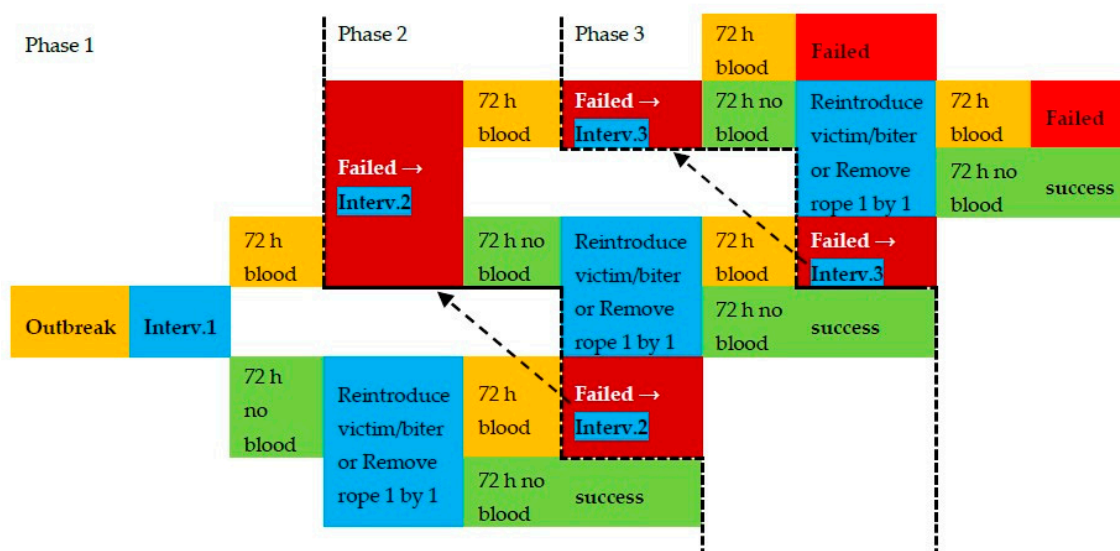 Phase 1
Phase 2
Phase 3
72 h
blood
Failed
Failed →
Interv.2
72 h
blood
Failed →
Interv.3
72 h no
blood
Reintroduce
victim/biter
or Remove
rope 1 by 1
72 h
blood
Failed
72 h no
blood
success
72 h
blood
72 h no
blood
Reintroduce
victim/biter
or Remove
rope 1 by 1
72 h
blood
Failed →
Interv.3
Outbreak
Interv.1
72 h no
blood
success
72 h
no
blood
Reintroduce
victim/biter
or Remove
rope 1 by 1
72 h
blood
Failed →
Interv.2
72 h no
blood
success